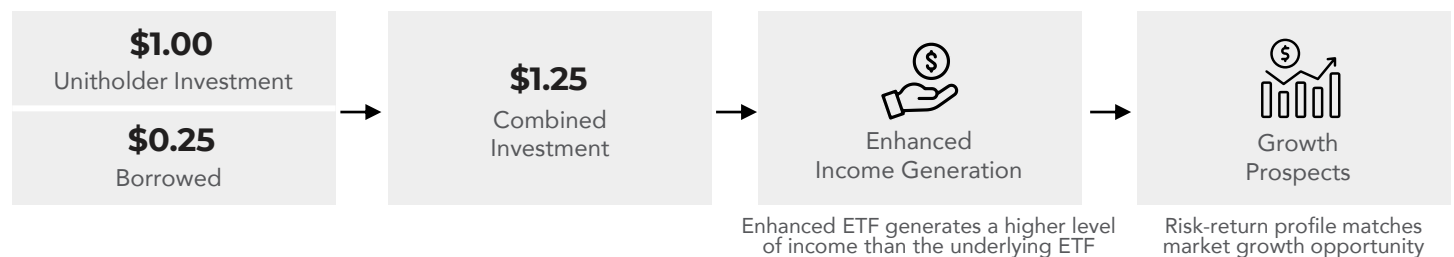 $1.00
Unitholder Investment
$0.25
Borrowed
$1.25
Combined
Investment
$
Enhanced
Income Generation
Enhanced ETF generates a higher level
of income than the underlying ETF
$
Growth
Prospects
Risk-return profile matches
market growth opportunity